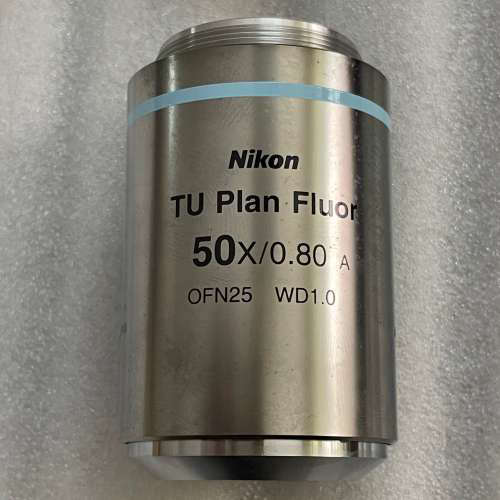 Nikon
TU Plan Fluor
50X/0.80 A
OFN25 WD1.0